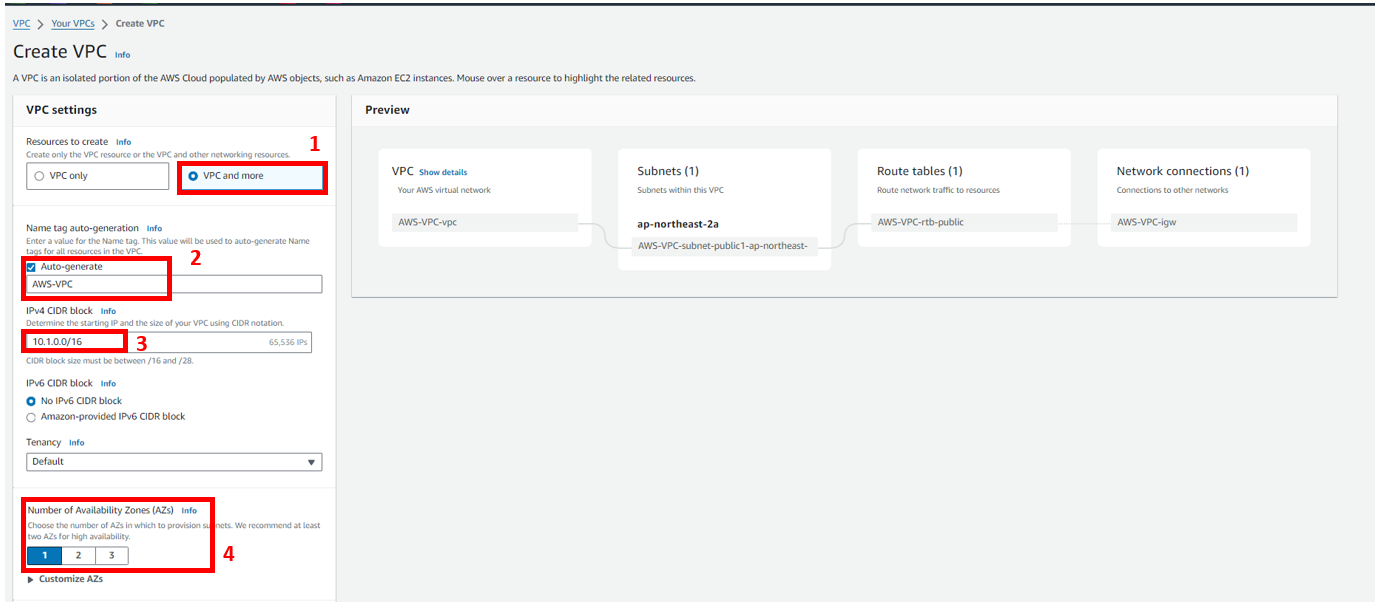 VPC > Your VPCs > Create VPC
Create VPC Info
A VPC is an isolated portion of the AWS Cloud populated by AWS objects, such as Amazon EC2 instances. Mouse over a resource to highlight the related resources.
VPC settings
Resources to create Info
1
Create only the VPC resource or the VPC and other networking resources.
VPC only
VPC and more
Name tag auto-generation Info
Enter a value for the Name tag. This value will be used to auto-generate Name
tags for all resources in the VPC.
2
Auto-generate
AWS-VPC
IPv4 CIDR block Info
Determine the starting IP and the size of your VPC using CIDR notation.
10.1.0.0/16
3
65,536 IPs
CIDR block size must be between /16 and /28.
IPv6 CIDR block Info
No IPv6 CIDR block
Amazon-provided IPv6 CIDR block
Tenancy Info
Default
Number of Availability Zones (AZs) Info
Choose the number of AZs in which to provision subnets. We recommend at least
two AZs for high availability.
1 2 3
4
Customize AZs
Preview
VPC Show details
Your AWS virtual network
AWS-VPC-vpc
Subnets (1)
Subnets within this VPC
ap-northeast-2a
AWS-VPC-subnet-public1-ap-northeast-
Route tables (1)
Route network traffic to resources
AWS-VPC-rtb-public
Network connections (1)
Connections to other networks
AWS-VPC-igw